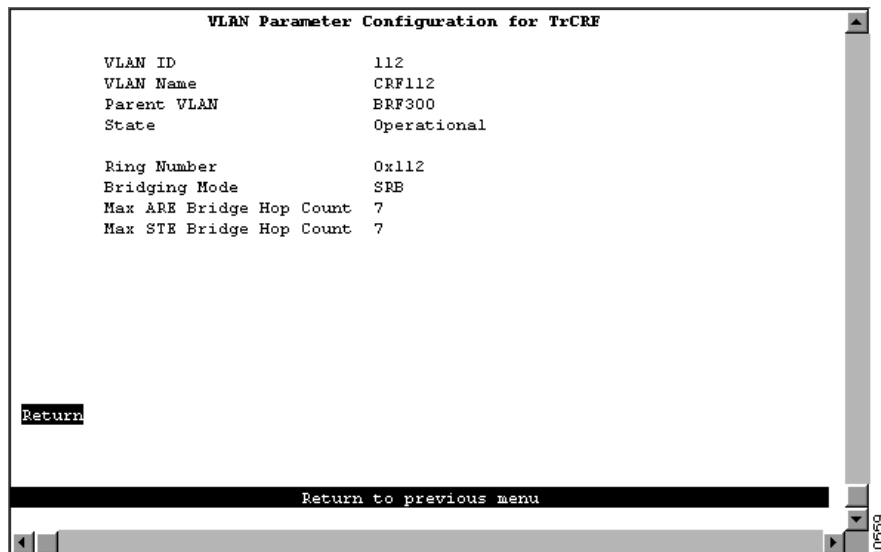 VLAN Parameter Configuration for TrCRF
VLAN ID 112
VLAN Name CRF112
Parent VLAN BRF300
State Operational
Ring Number 0x112
Bridging Mode SRB
Max ARE Bridge Hop Count 7
Max STE Bridge Hop Count 7
Return
Return to previous menu